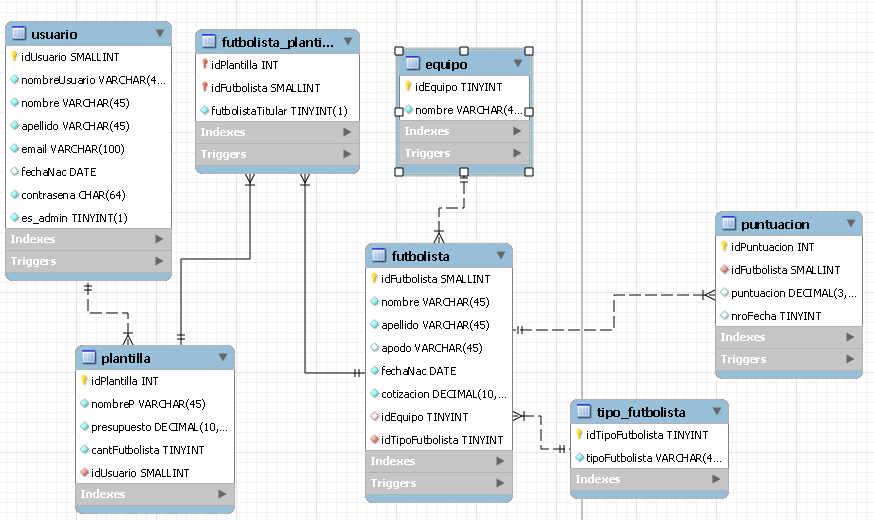 usuario
idUsuario SMALLINT
nombreUsuario VARCHAR(4...
nombre VARCHAR(45)
apellido VARCHAR(45)
email VARCHAR(100)
fechaNac DATE
contrasena CHAR(64)
es_admin TINYINT(1)
Indexes
Triggers
futbolista_planti...
idPlantilla INT
idFutbolista SMALLINT
futbolistaTitular TINYINT(1)
Indexes
Triggers
equipo
idEquipo TINYINT
nombre VARCHAR(4...
Indexes
Triggers
plantilla
idPlantilla INT
nombreP VARCHAR(45)
presupuesto DECIMAL(10,...
cantFutbolista TINYINT
idUsuario SMALLINT
Indexes
futbolista
idFutbolista SMALLINT
nombre VARCHAR(45)
apellido VARCHAR(45)
apodo VARCHAR(45)
fechaNac DATE
cotizacion DECIMAL(10,...
idEquipo TINYINT
idTipoFutbolista TINYINT
Indexes
Triggers
puntuacion
idPuntuacion INT
idFutbolista SMALLINT
puntuacion DECIMAL(3,...
nroFecha TINYINT
Indexes
Triggers
tipo_futbolista
idTipoFutbolista TINYINT
tipoFutbolista VARCHAR(4...
Indexes